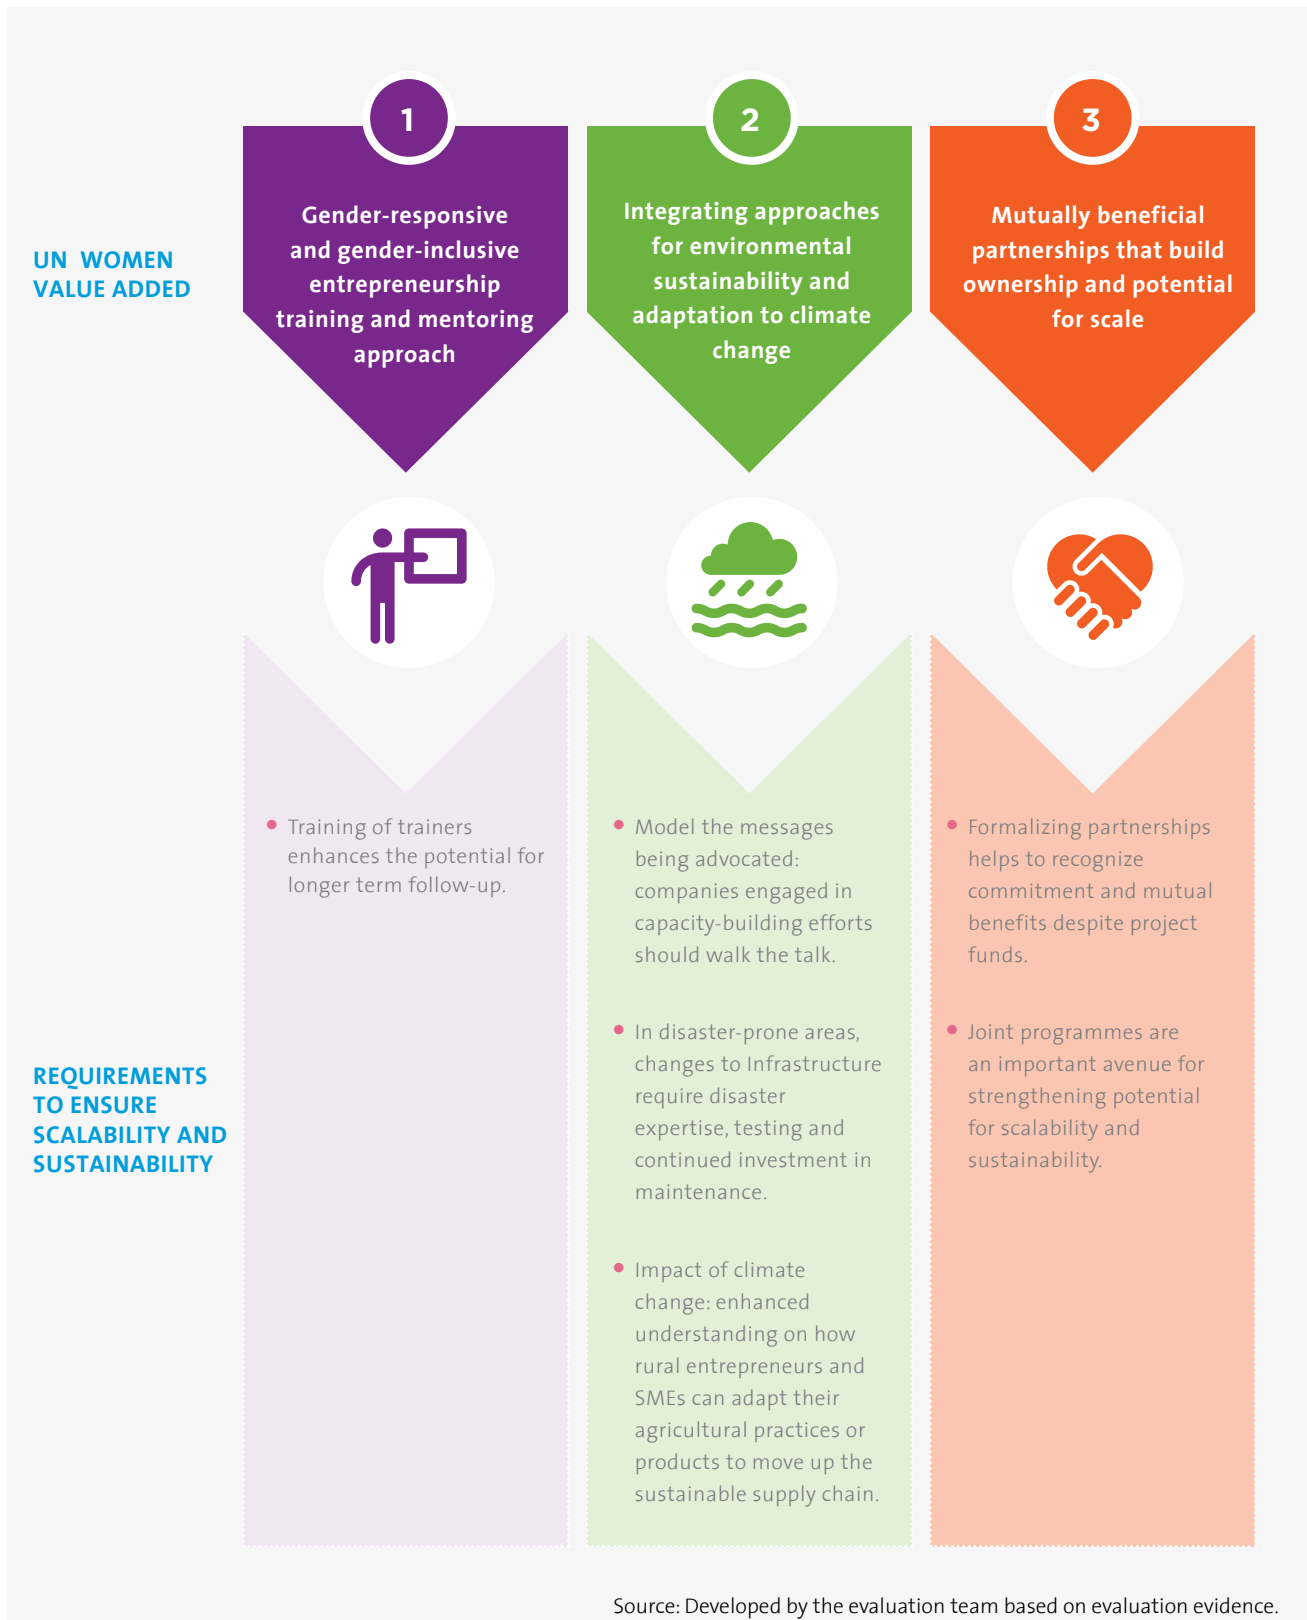 UN WOMEN
VALUE ADDED
1
Gender-responsive
and gender-inclusive
entrepreneurship
training and mentoring
approach
2
Integrating approaches
for environmental
sustainability and
adaptation to climate
change
3
Mutually beneficial
partnerships that build
ownership and potential
for scale
REQUIREMENTS
TO ENSURE
SCALABILITY AND
SUSTAINABILITY
• Training of trainers
enhances the potential for
longer term follow-up.
• Model the messages
being advocated:
companies engaged in
capacity-building efforts
should walk the talk.
• In disaster-prone areas,
changes to Infrastructure
require disaster
expertise, testing and
continued investment in
maintenance.
• Impact of climate
change: enhanced
understanding on how
rural entrepreneurs and
SMEs can adapt their
agricultural practices or
products to move up the
sustainable supply chain.
• Formalizing partnerships
helps to recognize
commitment and mutual
benefits despite project
funds.
• Joint programmes are
an important avenue for
strengthening potential
for scalability and
sustainability.
Source: Developed by the evaluation team based on evaluation evidence.